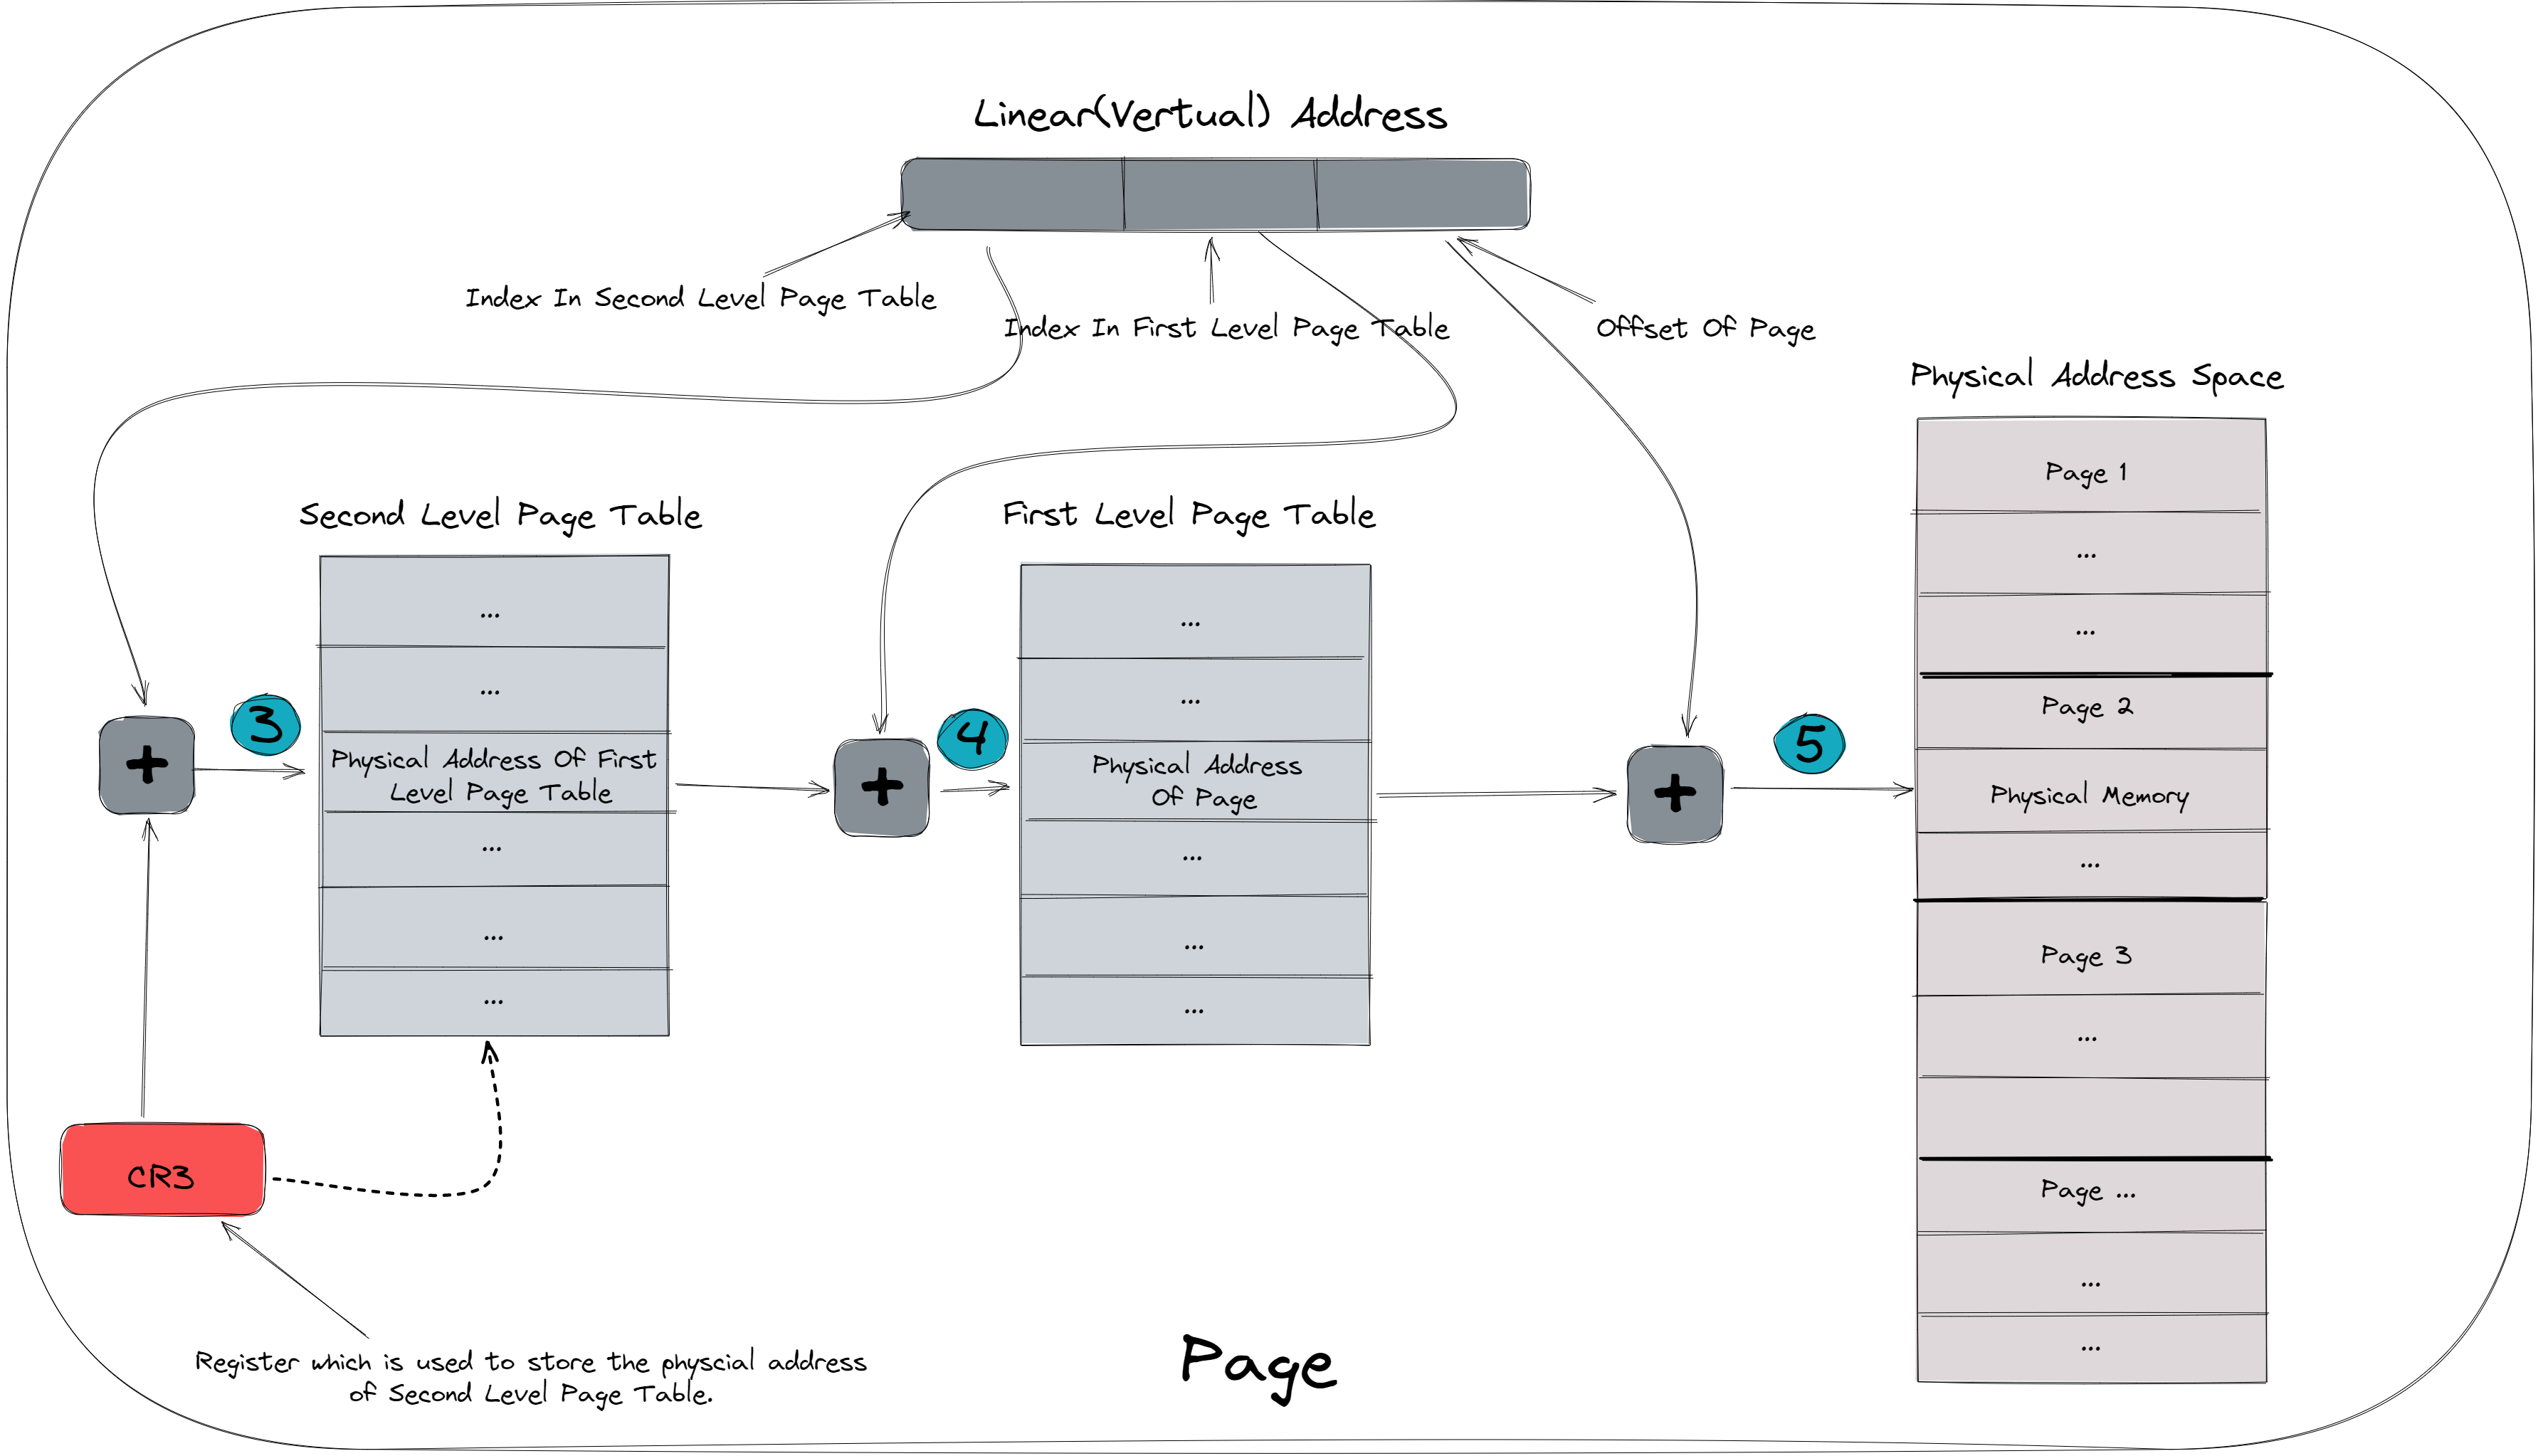 Linear(Vertual) Address
Index In Second Level Page Table
Index In First Level Page Table
Offset Of Page
Physical Address Space
Second Level Page Table
First Level Page Table
+
3
...
...
Physical Address Of First
Level Page Table
...
...
...
+
4
...
...
Physical Address
Of Page
...
...
...
+
5
Page 1
...
...
Page 2
Physical Memory
...
Page 3
...
Page ...
...
...
CR3
Register which is used to store the physcial address
of Second Level Page Table.
Page